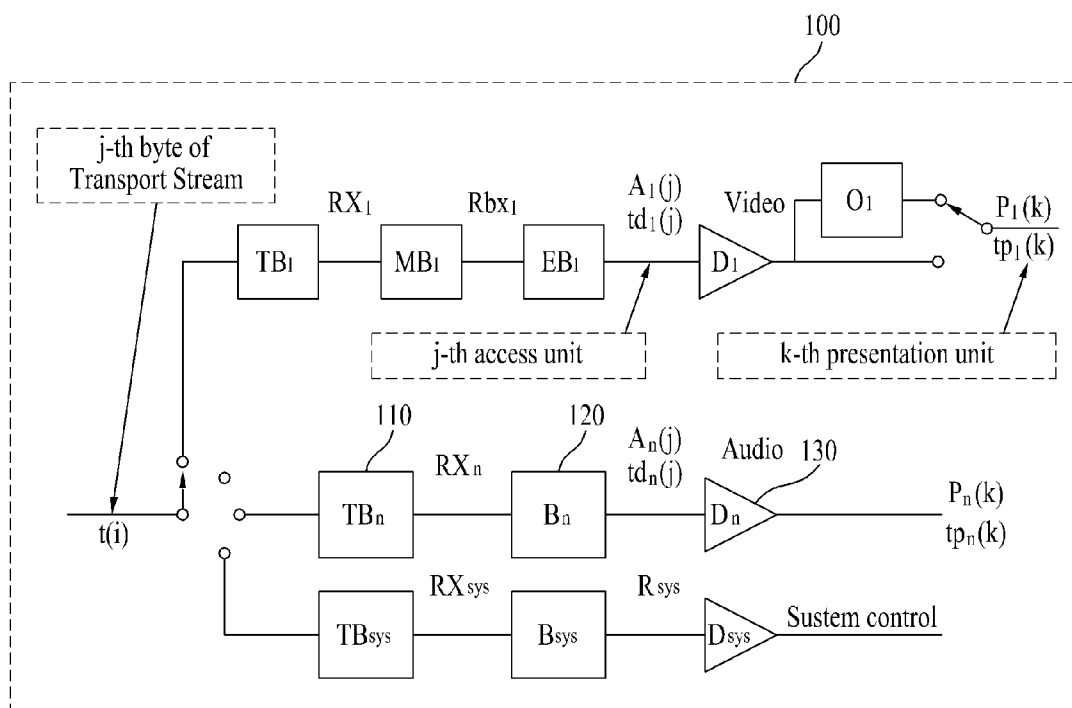 100
j-th byte of
Transport Stream
RX₁
Rbx₁
A₁(j)
td₁(j)
Video
O₁
P₁(k)
tp₁(k)
TB₁
MB₁
EB₁
D₁
j-th access unit
k-th presentation unit
110
120
RXₙ
Aₙ(j)
tdₙ(j)
Audio
130
t(i)
TBₙ
Bₙ
Dₙ
Pₙ(k)
tpₙ(k)
RXsys
Rsys
TBsys
Bsys
Dsys
Sustem control